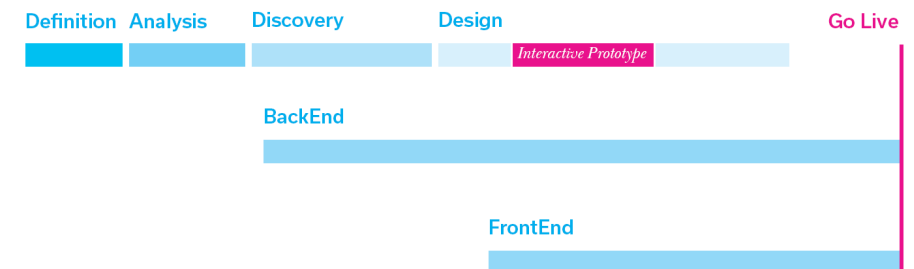 Definition Analysis Discovery Design Go Live
Interactive Prototype
BackEnd
FrontEnd